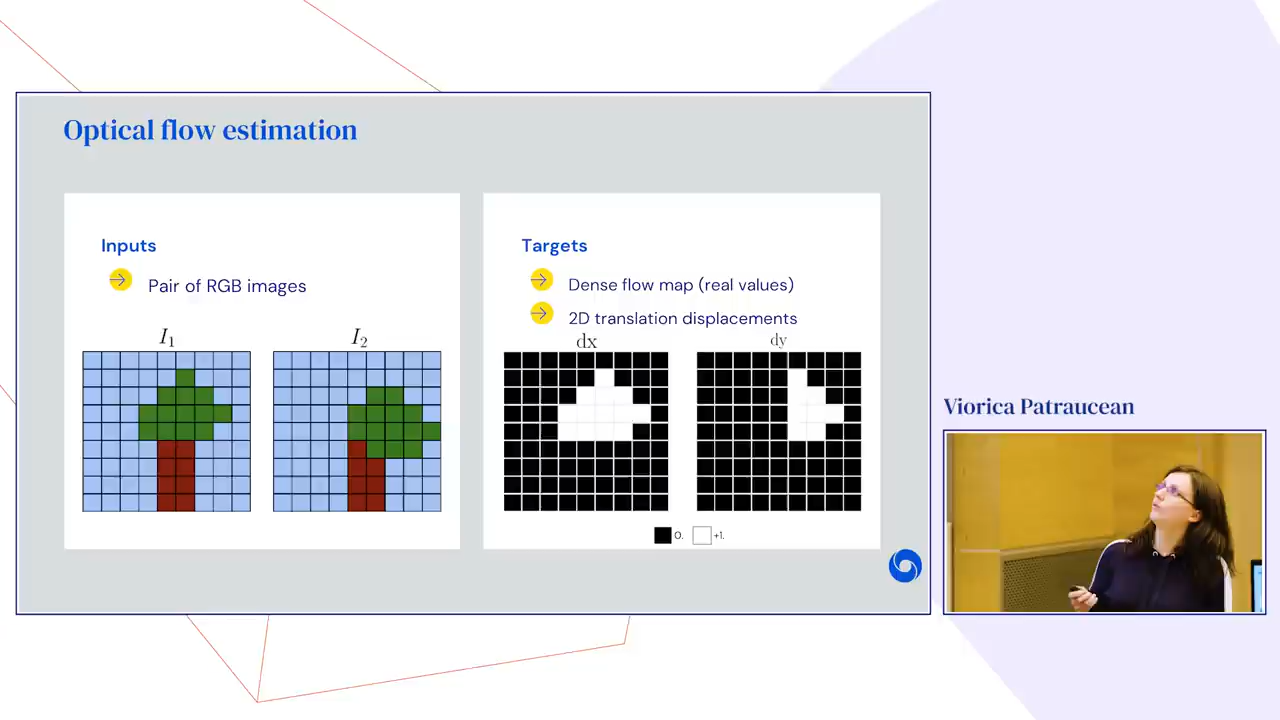 Optical flow estimation
Inputs
Pair of RGB images
I1
I2
Targets
Dense flow map (real values)
2D translation displacements
dx
dy
0.
+1.
Viorica Patraucean